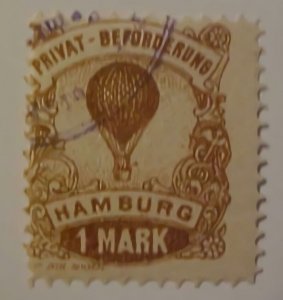 PRIVAT - BEFÖRDERUNG
HAMBURG
1 MARK